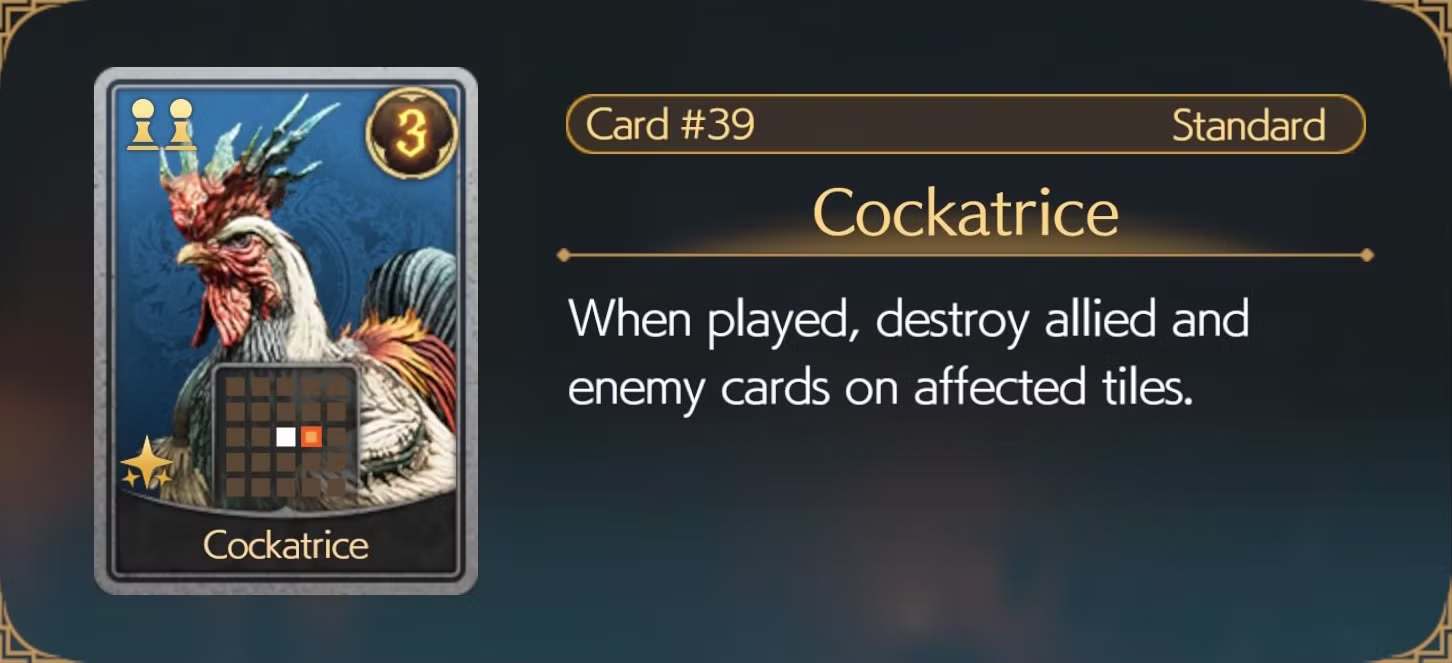 3
Cockatrice
Card #39 Standard
Cockatrice
When played, destroy allied and
enemy cards on affected tiles.